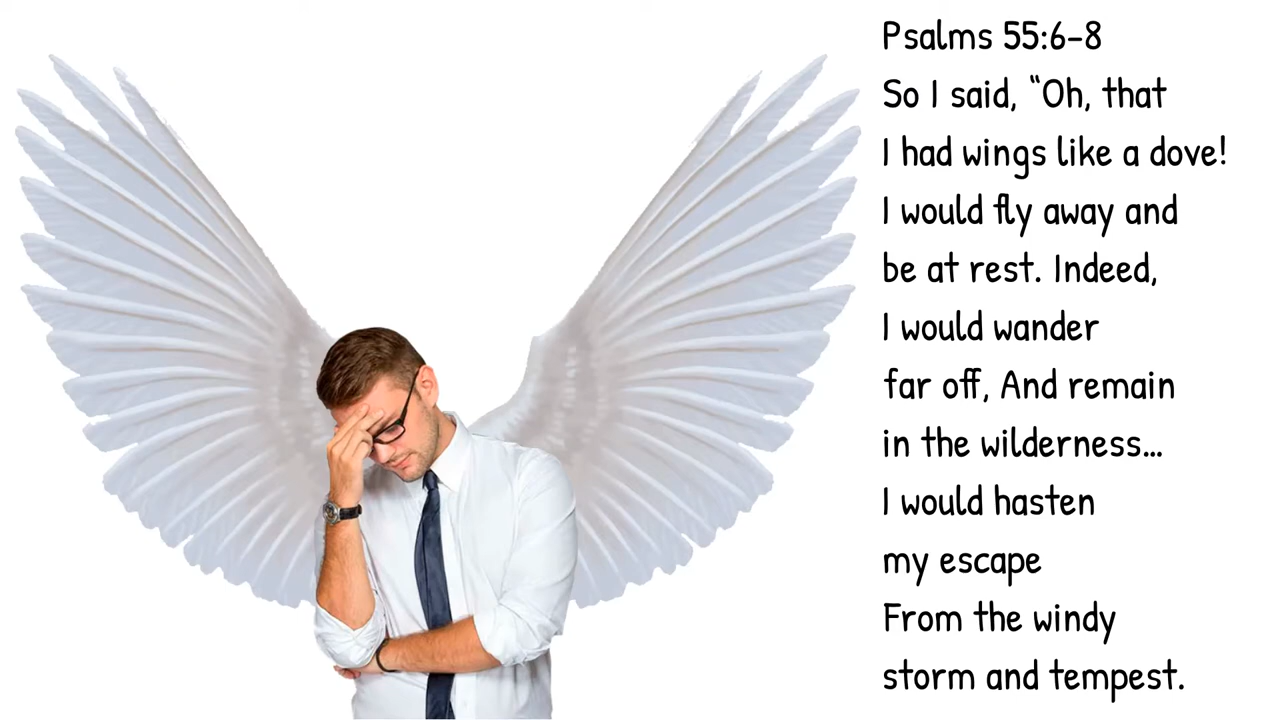 Psalms 55:6-8
So I said, “Oh, that
I had wings like a dove!
I would fly away and
be at rest. Indeed,
I would wander
far off, And remain
in the wilderness...
I would hasten
my escape
From the windy
storm and tempest.